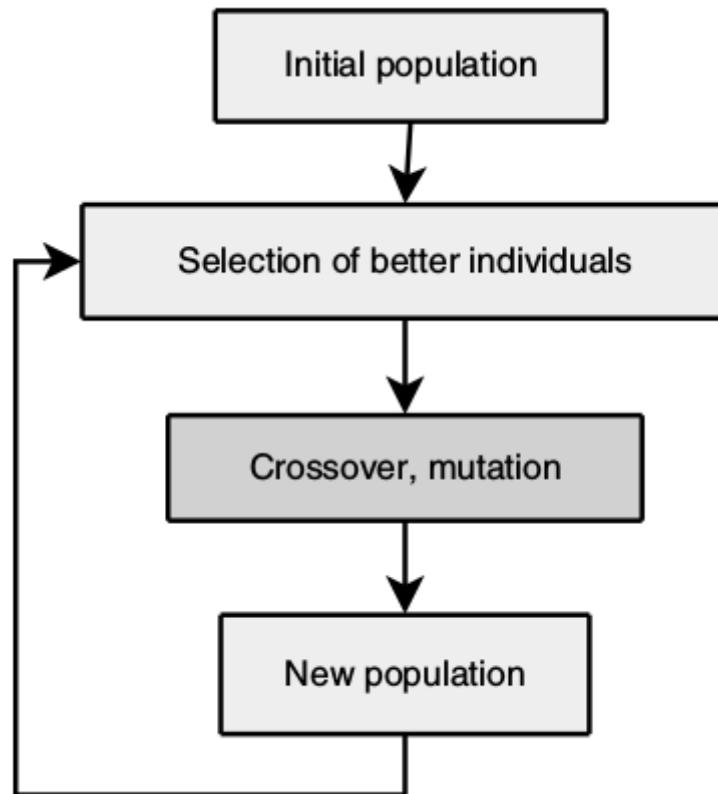 Initial population
Selection of better individuals
Crossover, mutation
New population